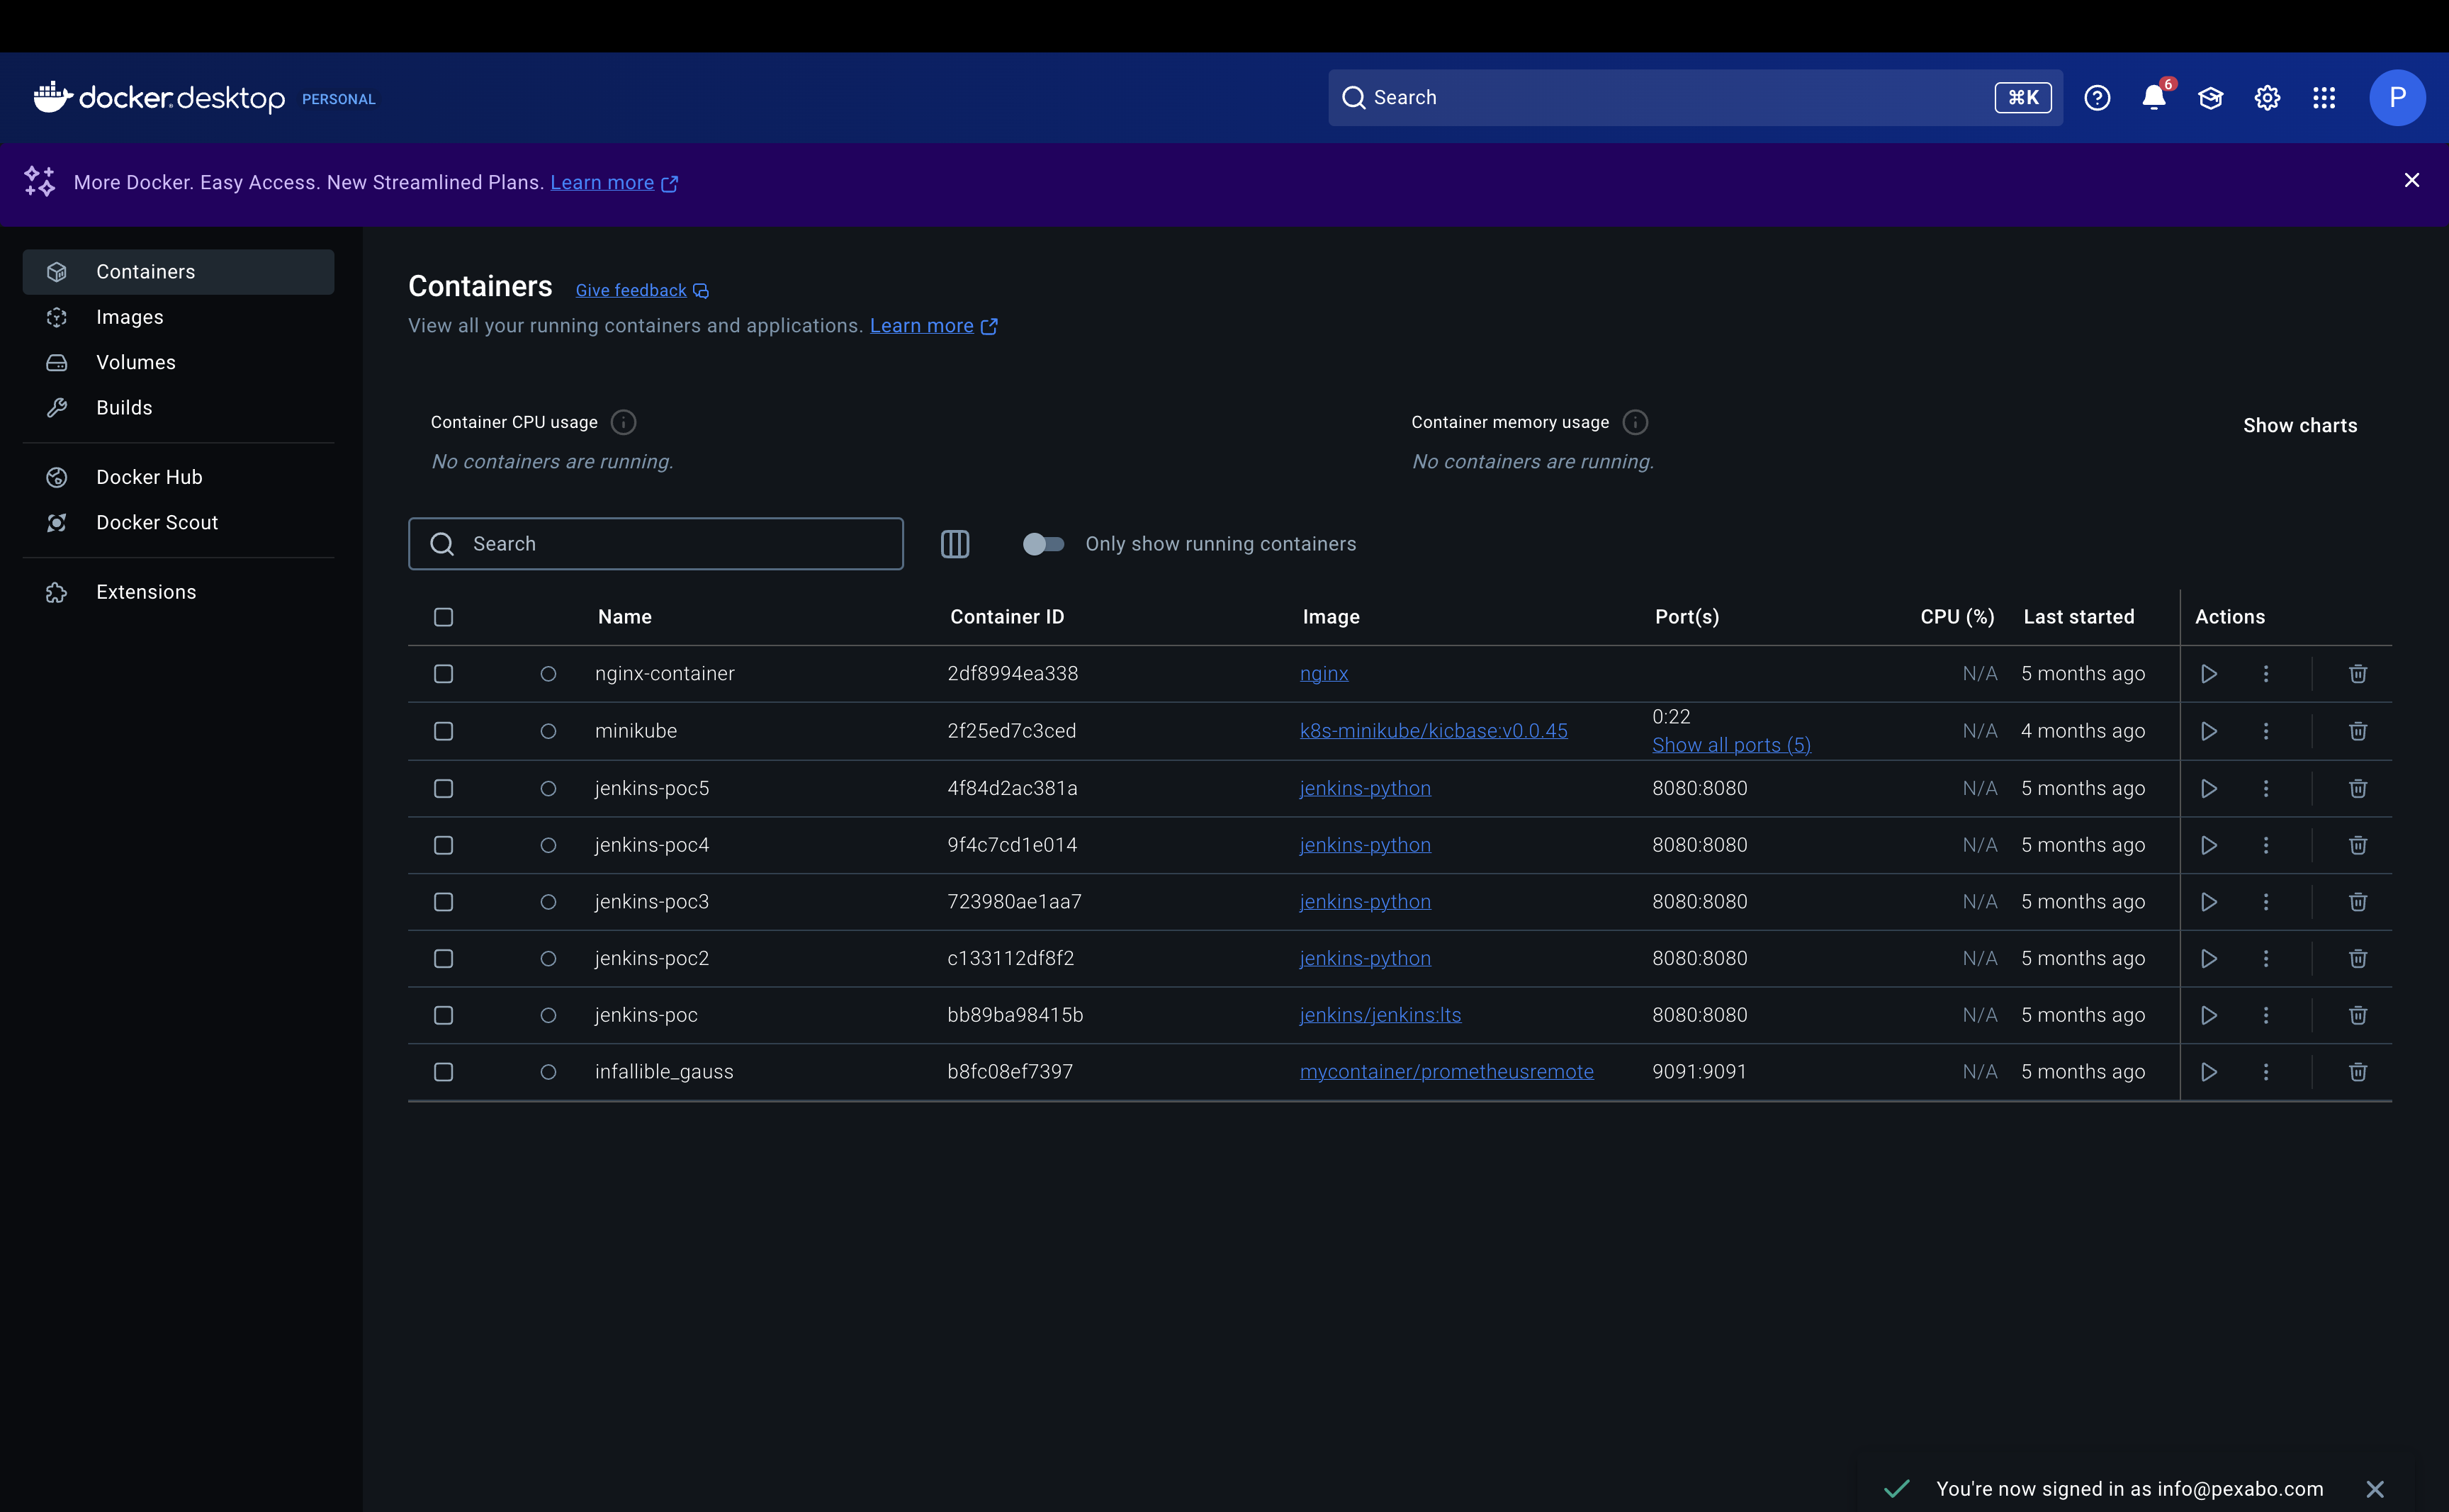 docker.desktop PERSONAL
Search ⌘K 6 P
More Docker. Easy Access. New Streamlined Plans. Learn more
Containers
Images
Volumes
Builds
Docker Hub
Docker Scout
Extensions
Containers Give feedback
View all your running containers and applications. Learn more
Container CPU usage
No containers are running.
Container memory usage
No containers are running.
Show charts
Search
Only show running containers
Name Container ID Image Port(s) CPU (%) Last started Actions
nginx-container 2df8994ea338 nginx N/A 5 months ago
minikube 2f25ed7c3ced k8s-minikube/kicbase:v0.0.45 0:22 N/A 4 months ago
Show all ports (5)
jenkins-poc5 4f84d2ac381a jenkins-python 8080:8080 N/A 5 months ago
jenkins-poc4 9f4c7cd1e014 jenkins-python 8080:8080 N/A 5 months ago
jenkins-poc3 723980ae1aa7 jenkins-python 8080:8080 N/A 5 months ago
jenkins-poc2 c133112df8f2 jenkins-python 8080:8080 N/A 5 months ago
jenkins-poc bb89ba98415b jenkins/jenkins:lts 8080:8080 N/A 5 months ago
infallible_gauss b8fc08ef7397 mycontainer/prometheusremote 9091:9091 N/A 5 months ago
You're now signed in as info@pexabo.com